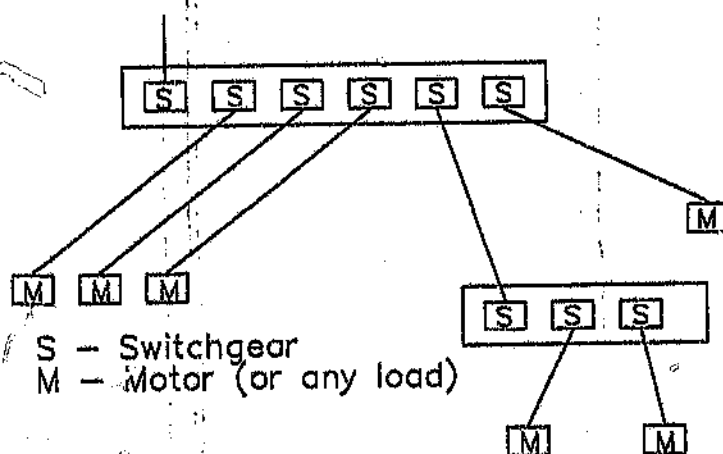 S S S S S S
M
M M M
S S S
S – Switchgear
M – Motor (or any load)
M M